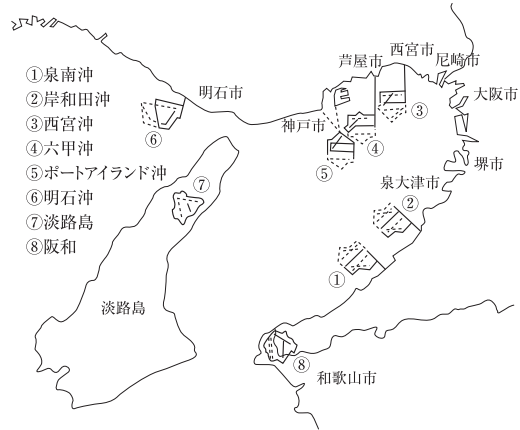 ①泉南沖
②岸和田沖
③西宮沖
④六甲沖
⑤ポートアイランド沖
⑥明石沖
⑦淡路島
⑧阪和
明石市
芦屋市
西宮市
尼崎市
大阪市
神戸市
堺市
泉大津市
和歌山市
淡路島
①
②
③
④
⑤
⑥
⑦
⑧